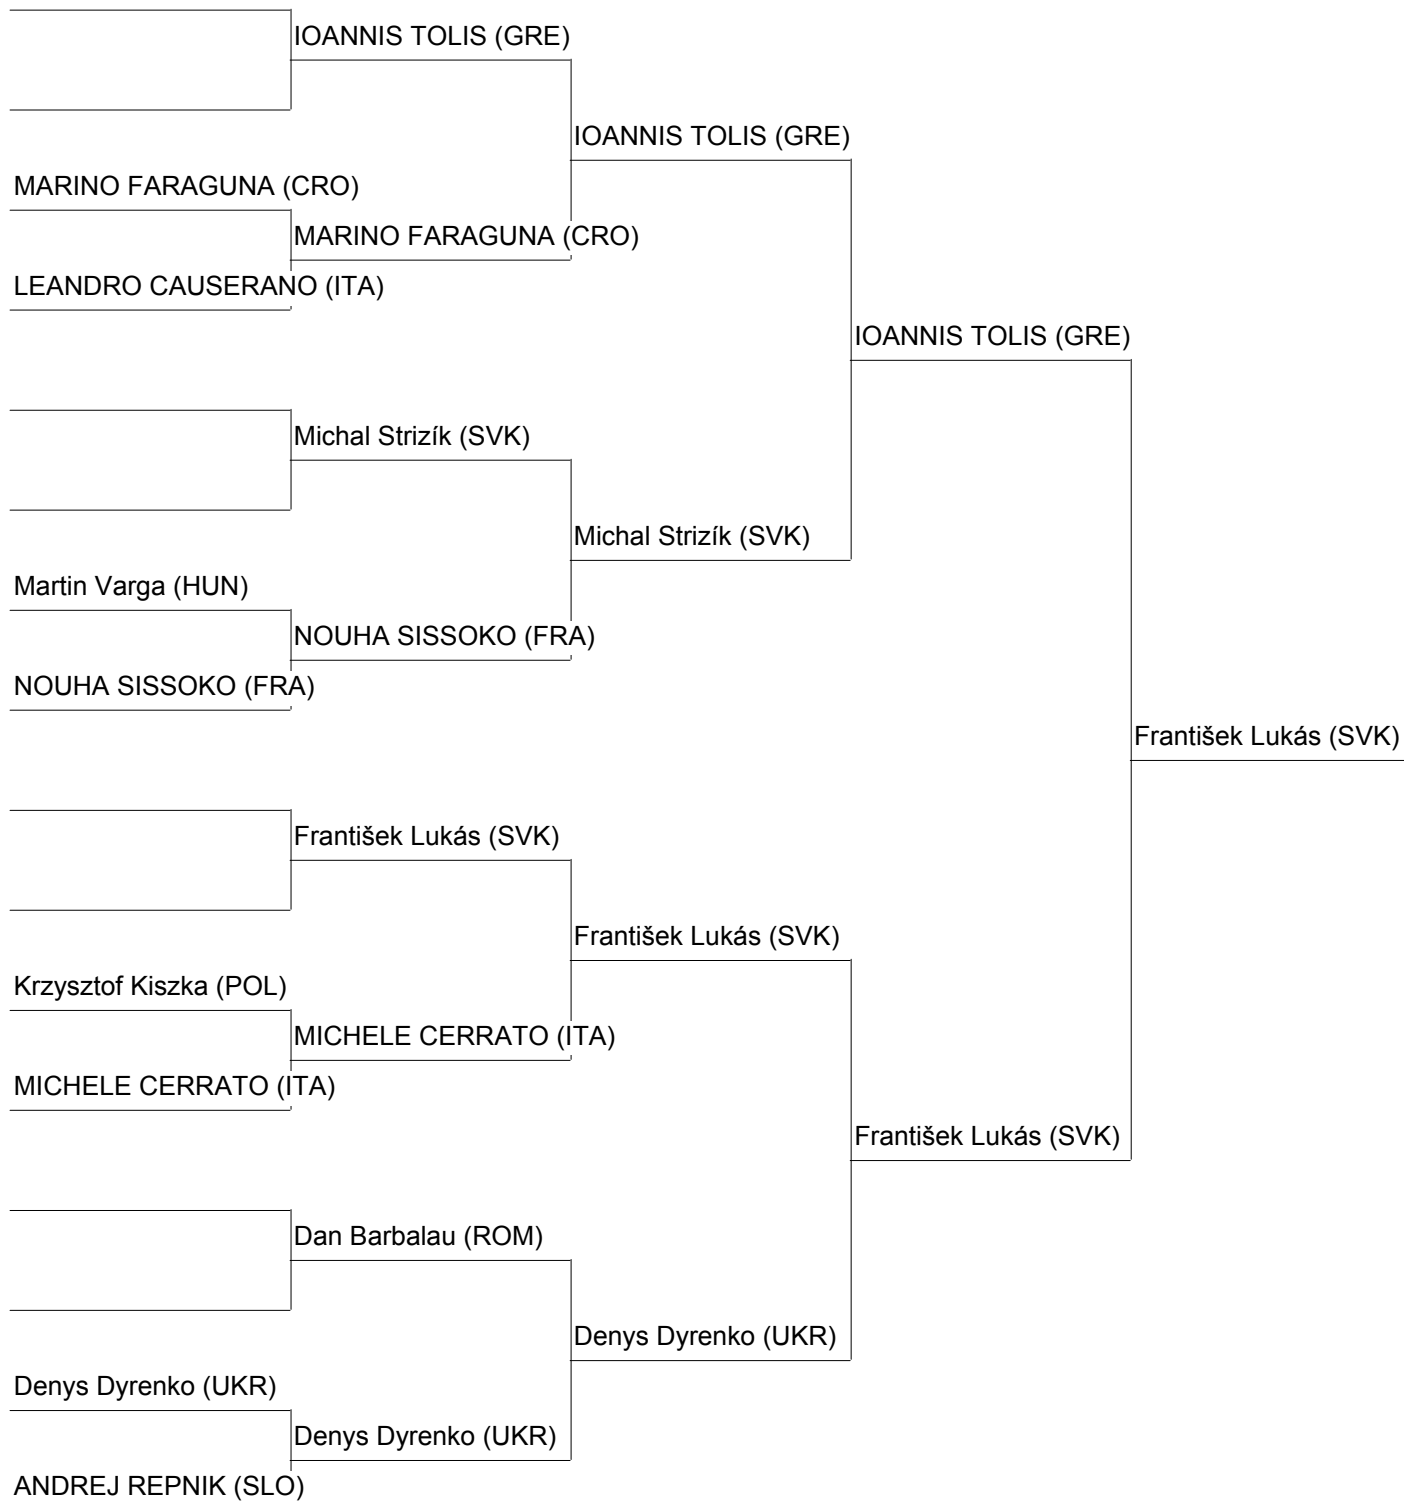 IOANNIS TOLIS (GRE)
IOANNIS TOLIS (GRE)
MARINO FARAGUNA (CRO)
MARINO FARAGUNA (CRO)
LEANDRO CAUSERANO (ITA)
IOANNIS TOLIS (GRE)
Michal Strizík (SVK)
Michal Strizík (SVK)
Martin Varga (HUN)
NOUHA SISSOKO (FRA)
NOUHA SISSOKO (FRA)
František Lukás (SVK)
František Lukás (SVK)
František Lukás (SVK)
Krzysztof Kiszka (POL)
MICHELE CERRATO (ITA)
MICHELE CERRATO (ITA)
František Lukás (SVK)
Dan Barbalau (ROM)
Denys Dyrenko (UKR)
Denys Dyrenko (UKR)
Denys Dyrenko (UKR)
ANDREJ REPNIK (SLO)